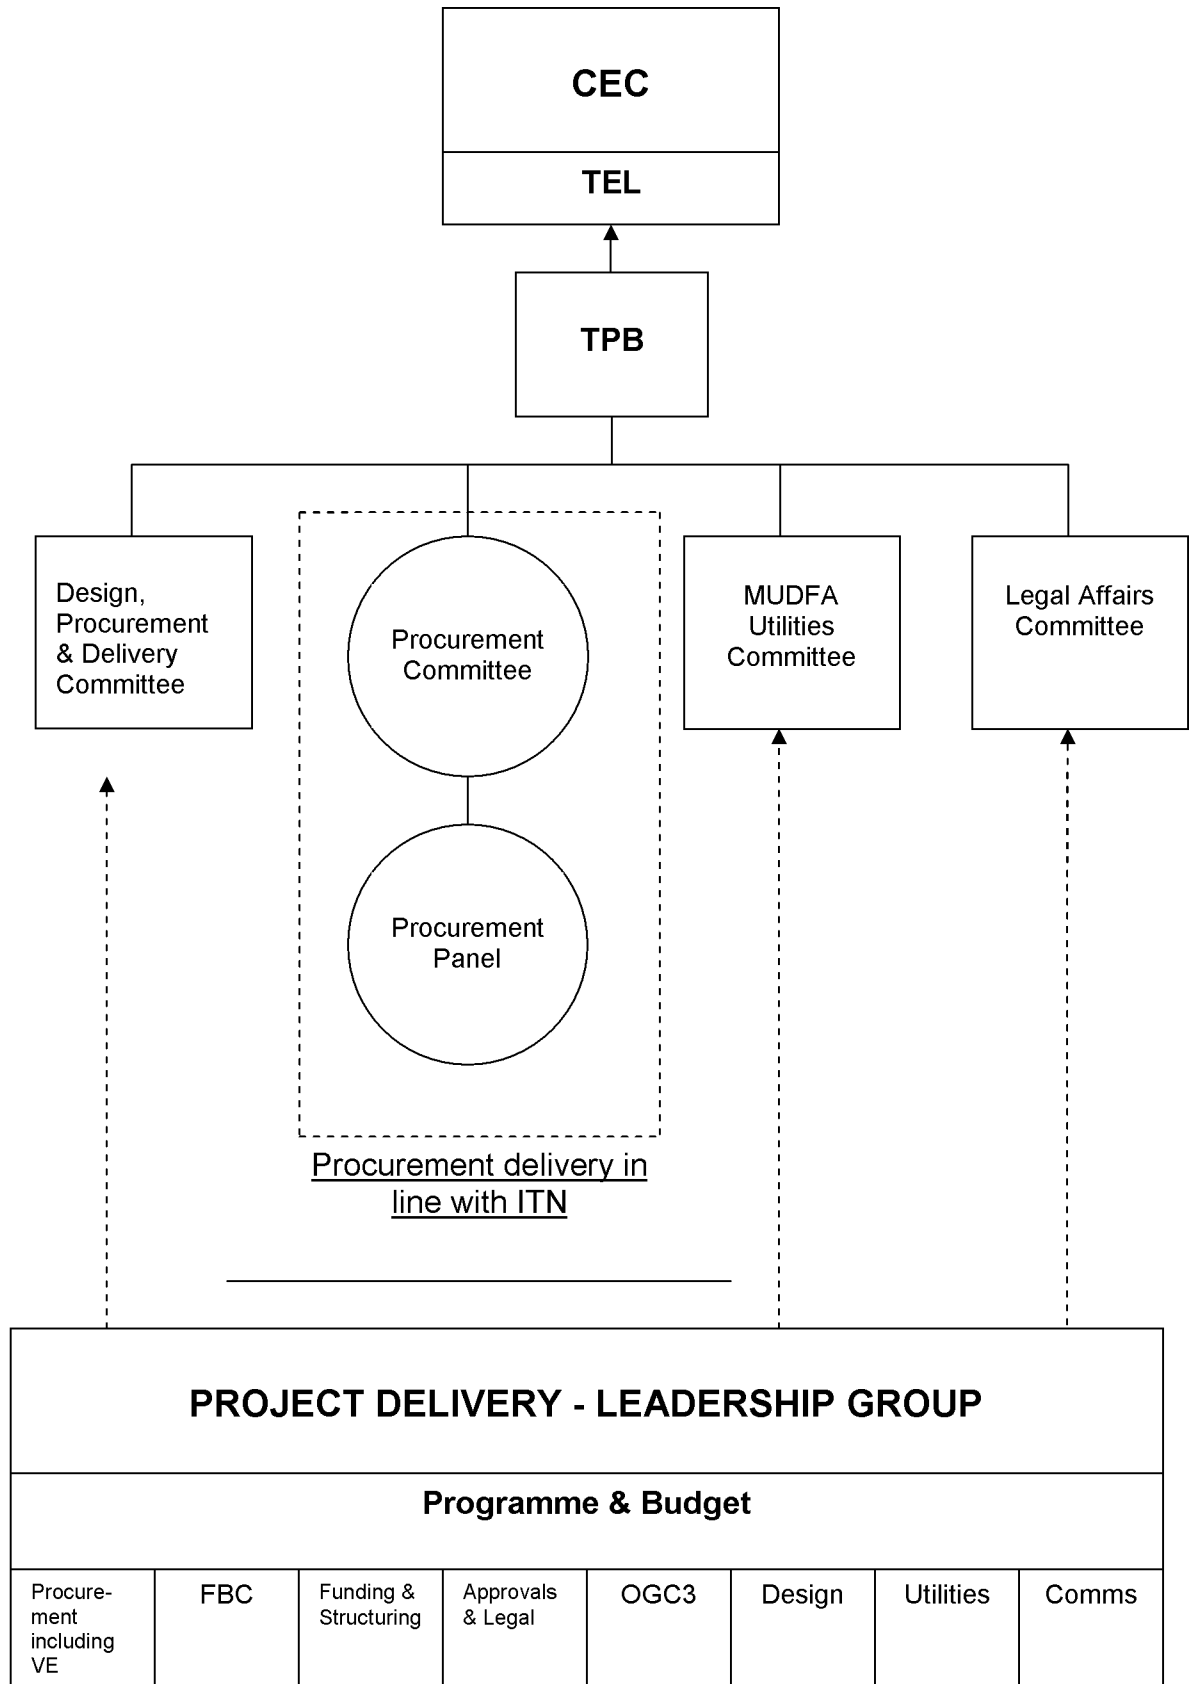 CEC
TEL
TPB
Design,
Procurement
& Delivery
Committee
Procurement
Committee
MUDFA
Utilities
Committee
Legal Affairs
Committee
Procurement
Panel
Procurement delivery in
line with ITN
PROJECT DELIVERY - LEADERSHIP GROUP
Programme & Budget
Procure-
ment
including
VE
FBC
Funding &
Structuring
Approvals
& Legal
OGC3
Design
Utilities
Comms